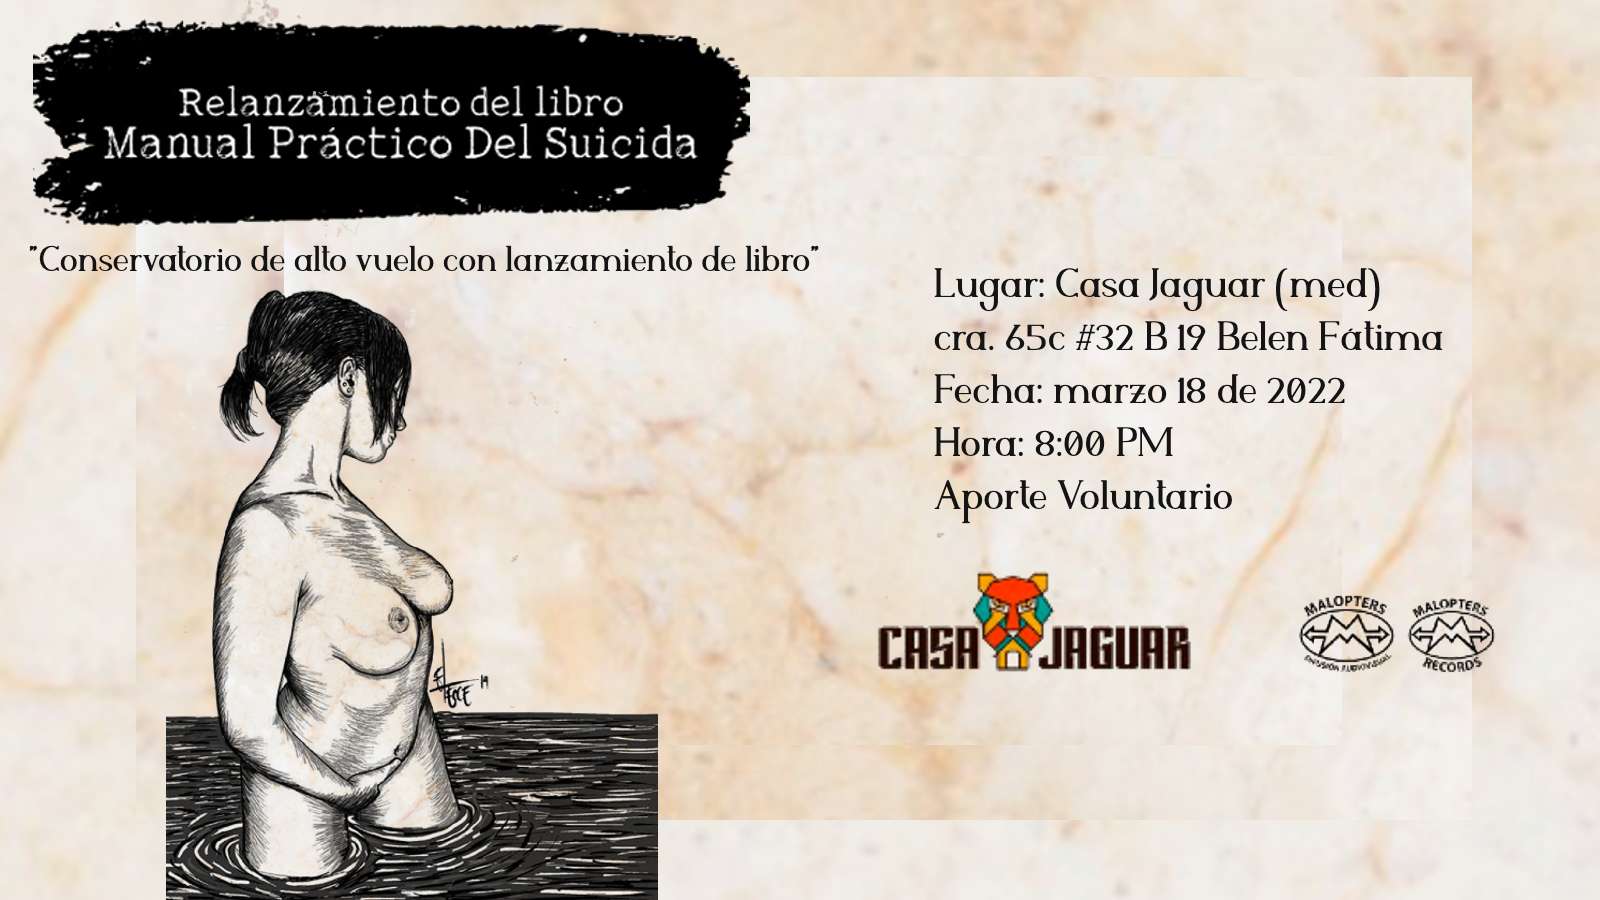 Relanzamiento del libro
Manual Práctico Del Suicida
"Conservatorio de alto vuelo con lanzamiento de libro"
Lugar: Casa Jaguar (med)
cra. 65c #32 B 19 Belen Fátima
Fecha: marzo 18 de 2022
Hora: 8:00 PM
Aporte Voluntario
CASA JAGUAR
MALOPTERS
MALOPTERS
RECORDS
19